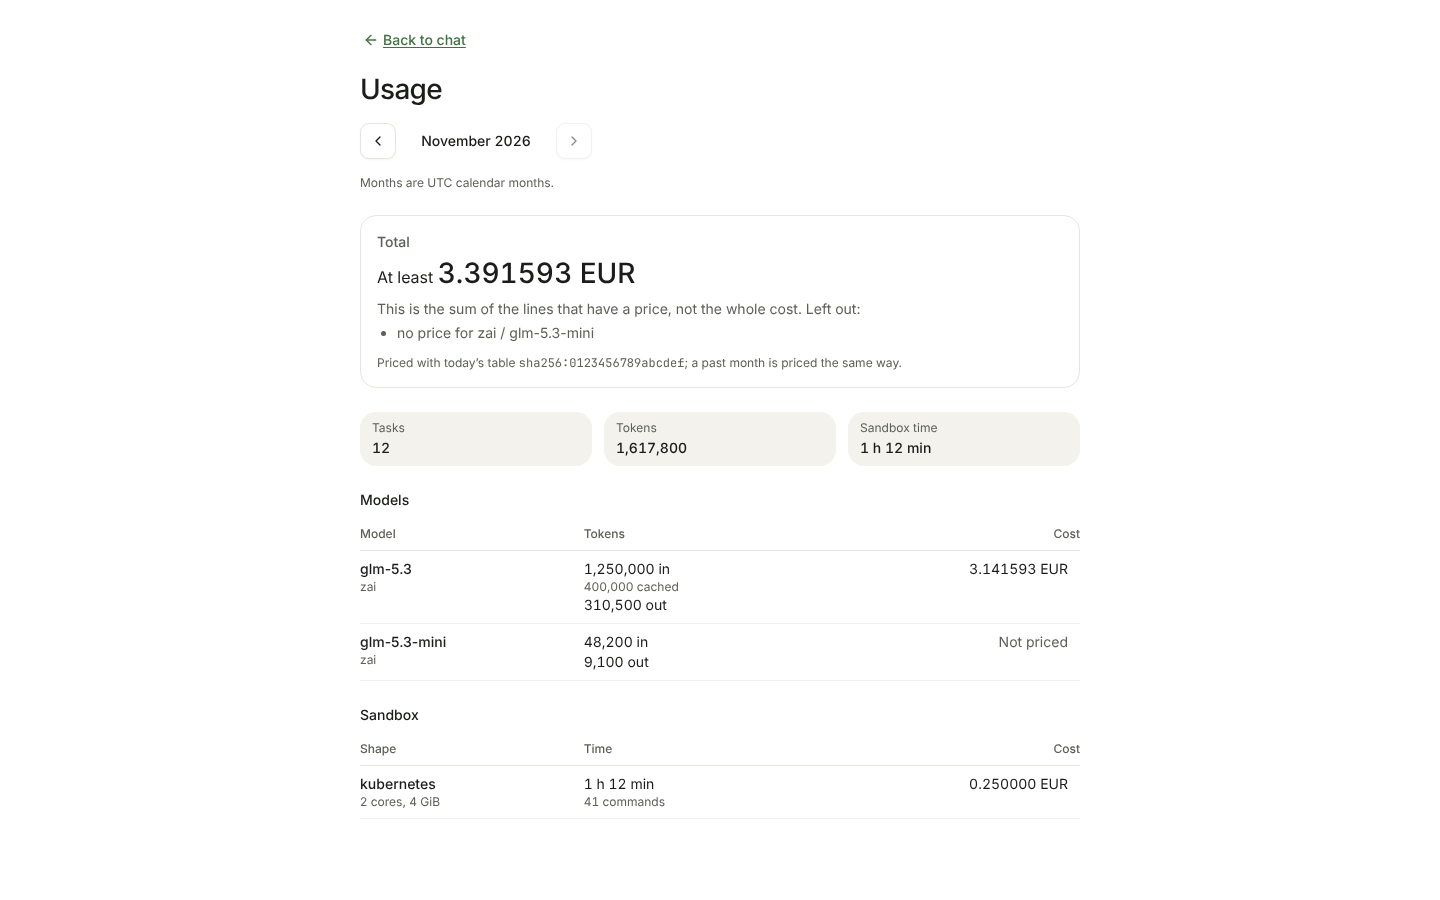 Back to chat
Usage
November 2026
Months are UTC calendar months.
Total
At least 3.391593 EUR
This is the sum of the lines that have a price, not the whole cost. Left out:
• no price for zai / glm-5.3-mini
Priced with today’s table sha256:0123456789abcdef; a past month is priced the same way.
Tasks Tokens Sandbox time
12 1,617,800 1 h 12 min
Models
Model Tokens Cost
glm-5.3 1,250,000 in 3.141593 EUR
zai 400,000 cached
310,500 out
glm-5.3-mini 48,200 in Not priced
zai 9,100 out
Sandbox
Shape Time Cost
kubernetes 1 h 12 min 0.250000 EUR
2 cores, 4 GiB 41 commands